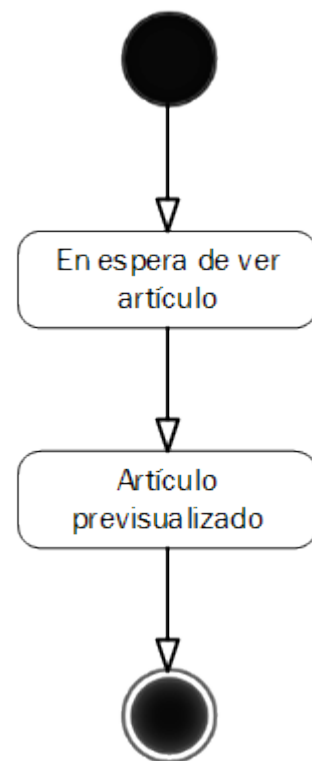 En espera de ver
artículo
Artículo
previsualizado